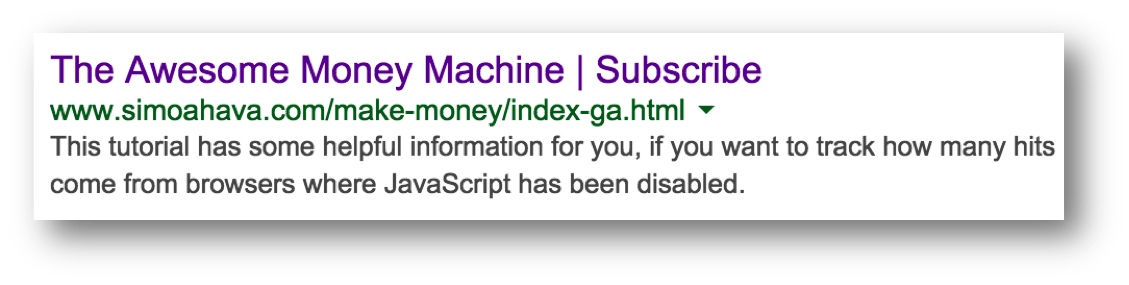 The Awesome Money Machine | Subscribe
www.simoahava.com/make-money/index-ga.html
This tutorial has some helpful information for you, if you want to track how many hits
come from browsers where JavaScript has been disabled.